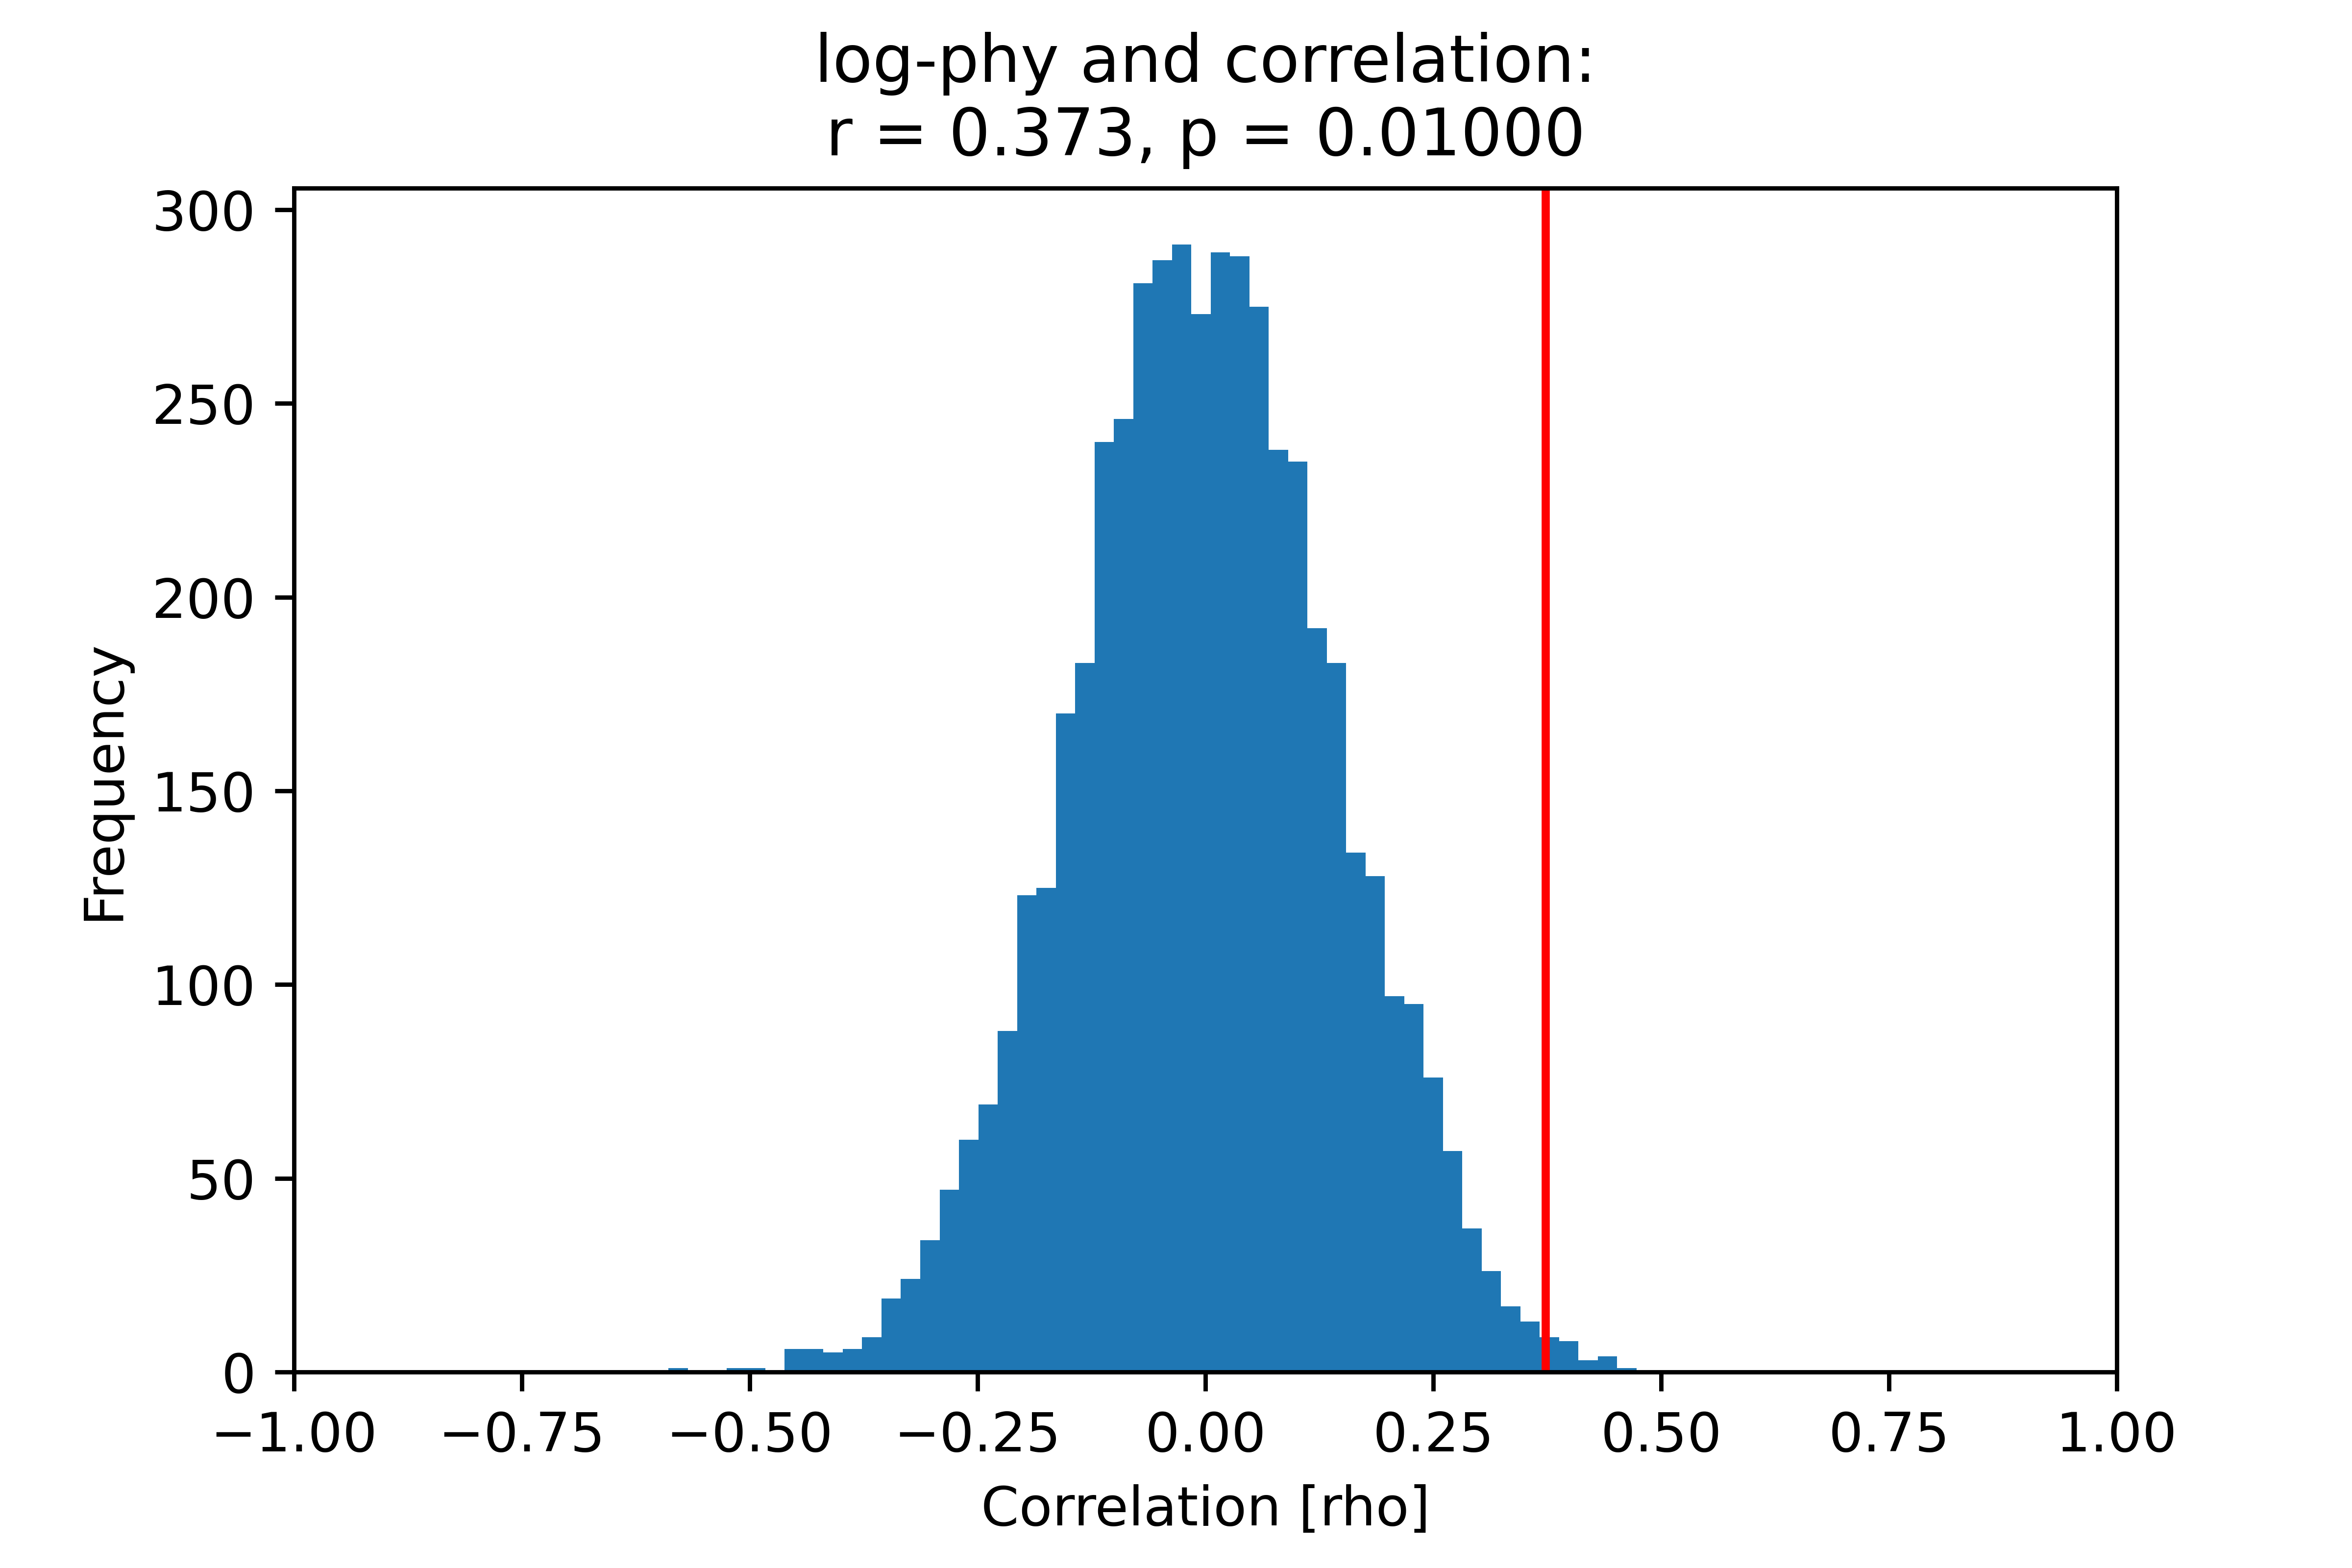 log-phy and correlation:
r = 0.373, p = 0.01000
300
250
200
150
100
50
0
Frequency
−1.00 −0.75 −0.50 −0.25 0.00 0.25 0.50 0.75 1.00
Correlation [rho]